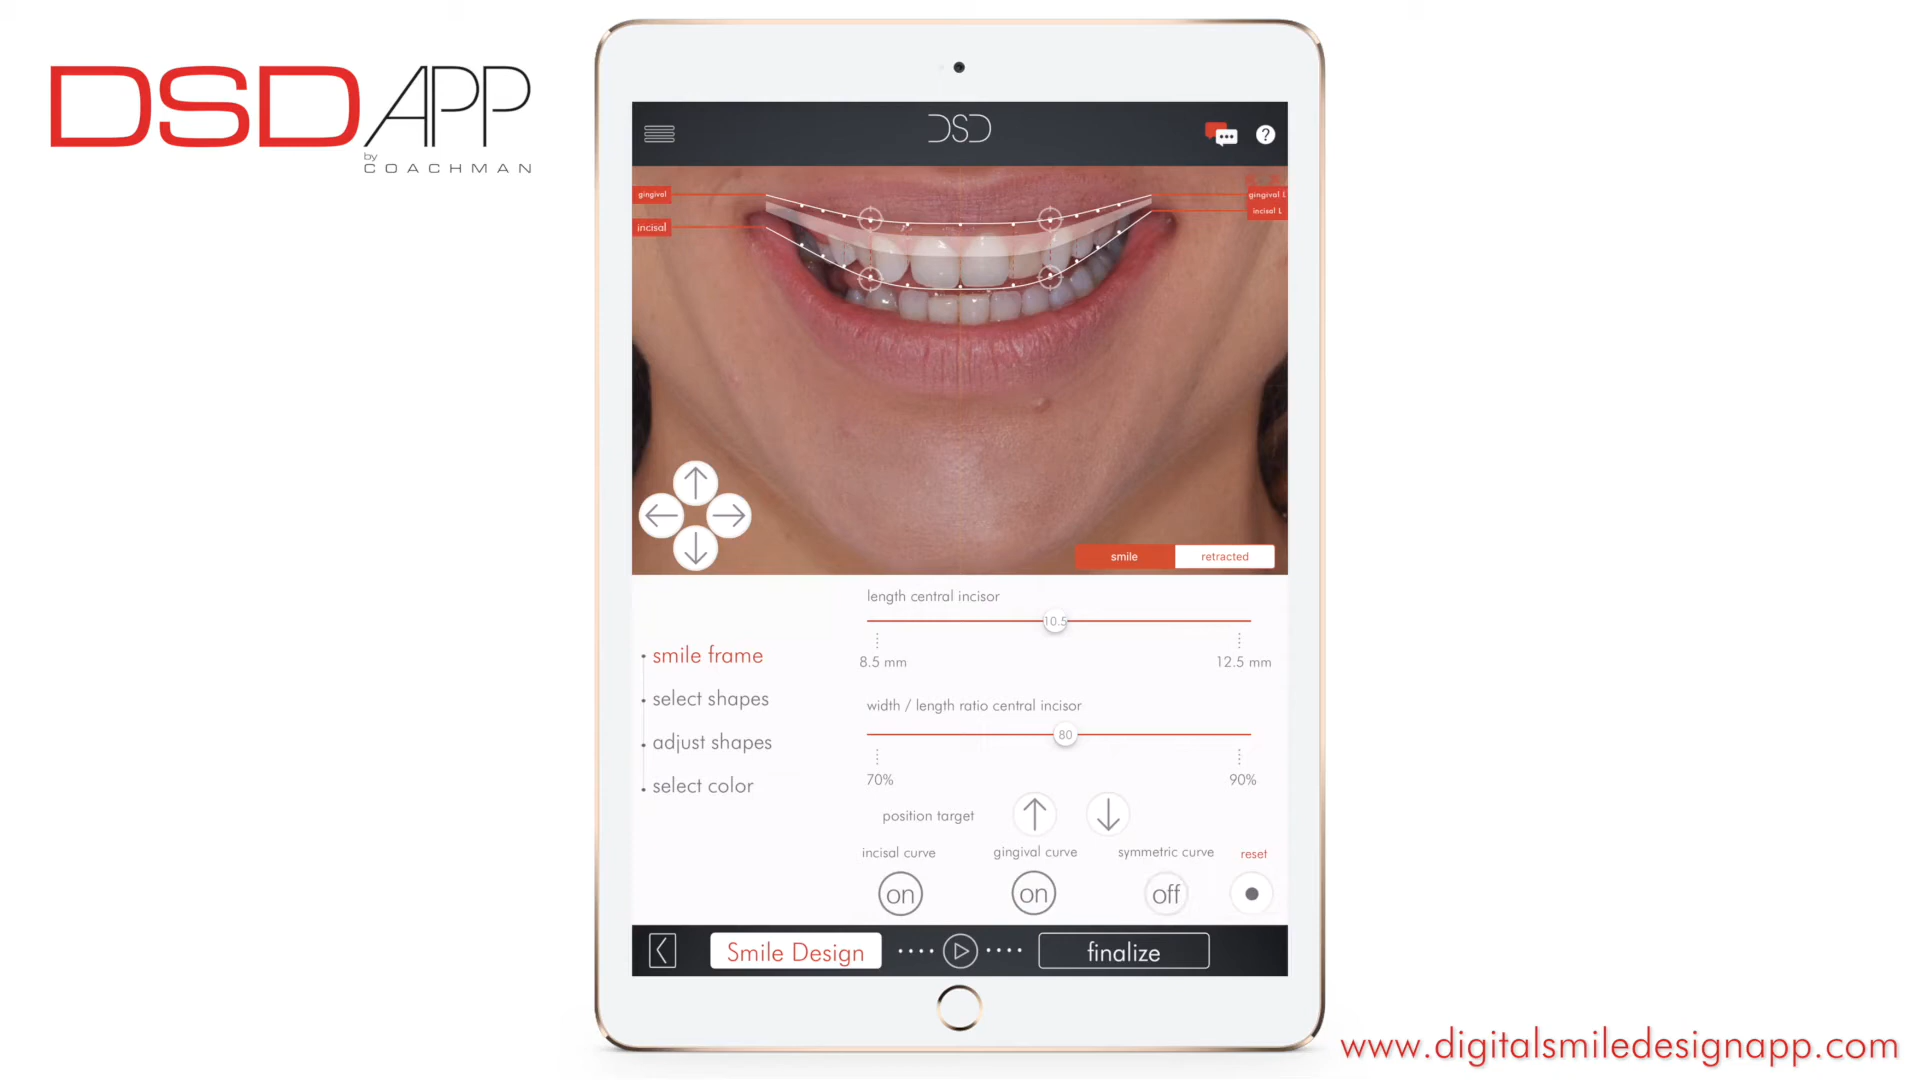 DSDAPP
by
COACHMAN
DSD
?
gingival
gingival L
incisal L
incisal
smile
retracted
length central incisor
10.5
8.5 mm
12.5 mm
smile frame
select shapes
adjust shapes
select color
width / length ratio central incisor
80
70%
90%
position target
incisal curve
gingival curve
symmetric curve
reset
on
on
off
Smile Design
finalize
www.digitalsmiledesignapp.com